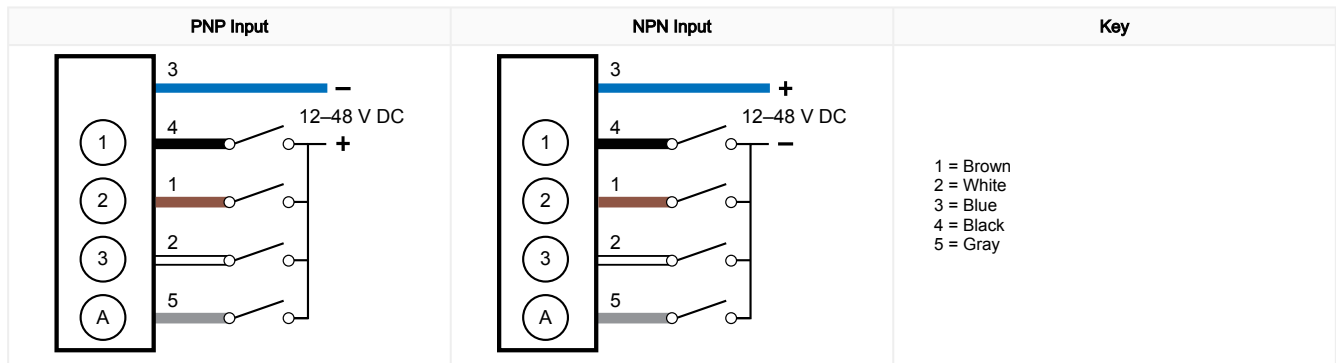 PNP Input
NPN Input
Key
3
–
12–48 V DC
1
4
+
2
1
3
2
A
5
3
+
12–48 V DC
1
4
–
2
1
3
2
A
5
1 = Brown
2 = White
3 = Blue
4 = Black
5 = Gray